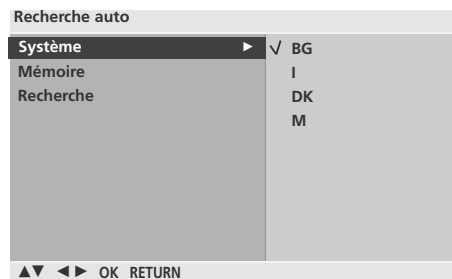 Recherche auto
Système ► √ BG
Mémoire I
Recherche DK
M
▲▼ ◄► OK RETURN